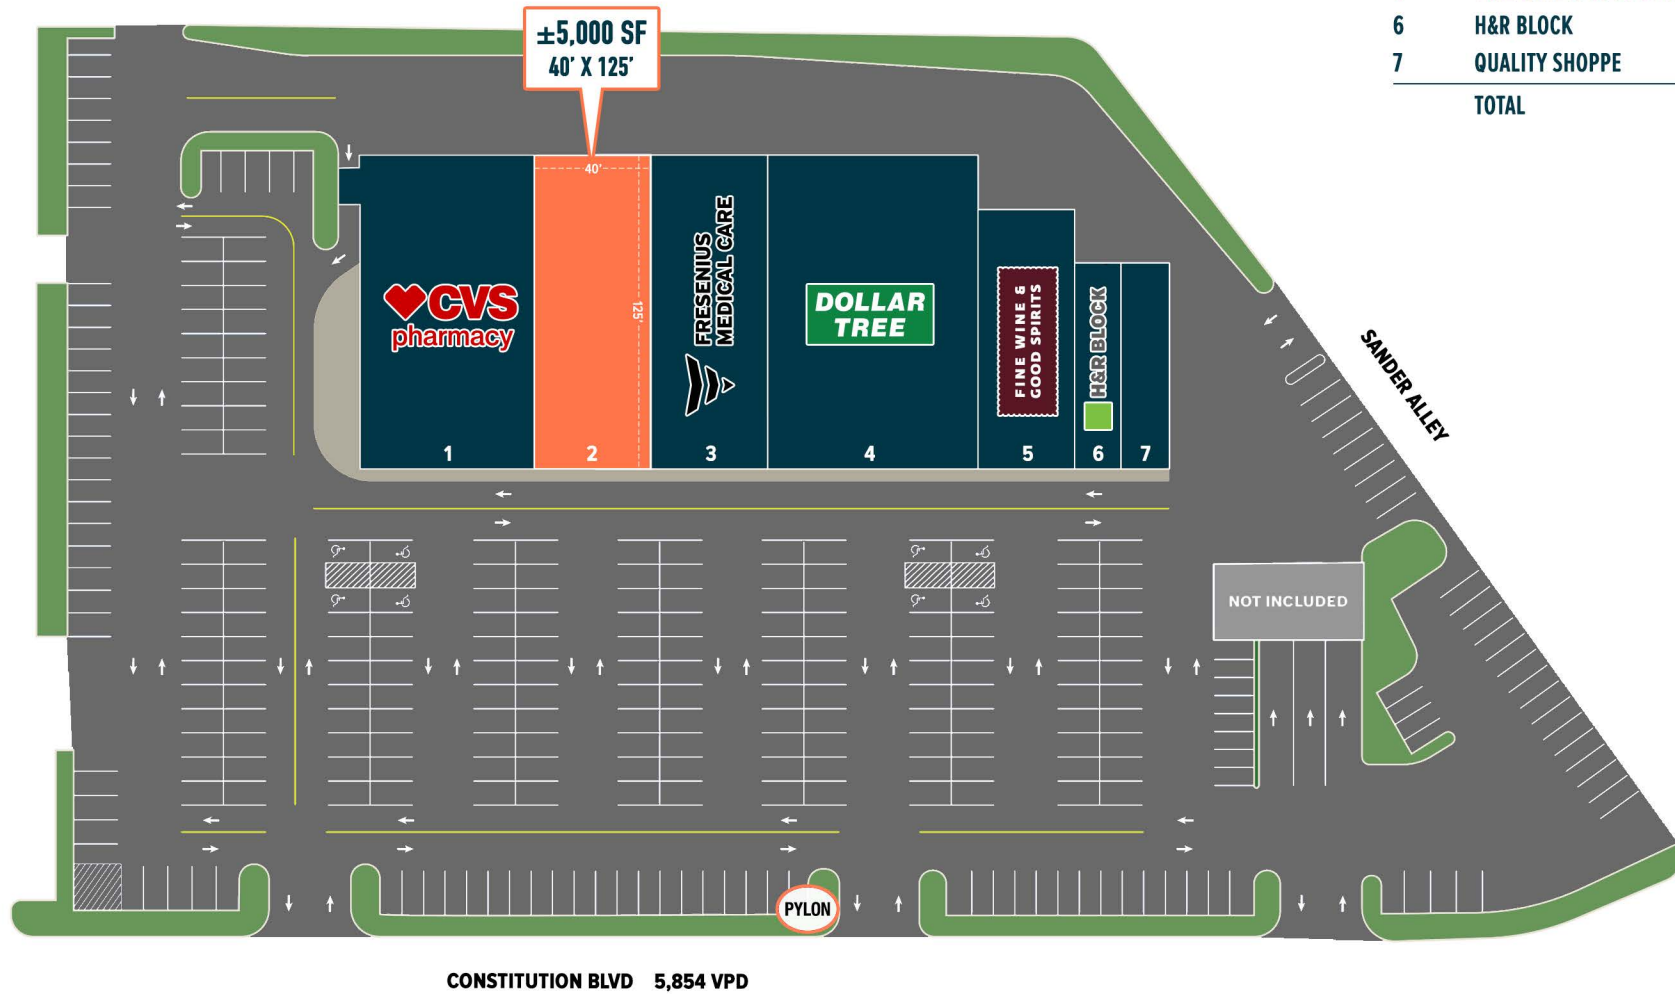 ±5,000 SF
40' X 125'
6 H&R BLOCK
7 QUALITY SHOPPE
TOTAL
40'
125'
CVS
pharmacy
FRESENIUS
MEDICAL CARE
DOLLAR
TREE
FINE WINE &
GOOD SPIRITS
H&R BLOCK
1
2
3
4
5
6
7
SANDER ALLEY
NOT INCLUDED
PYLON
CONSTITUTION BLVD 5,854 VPD